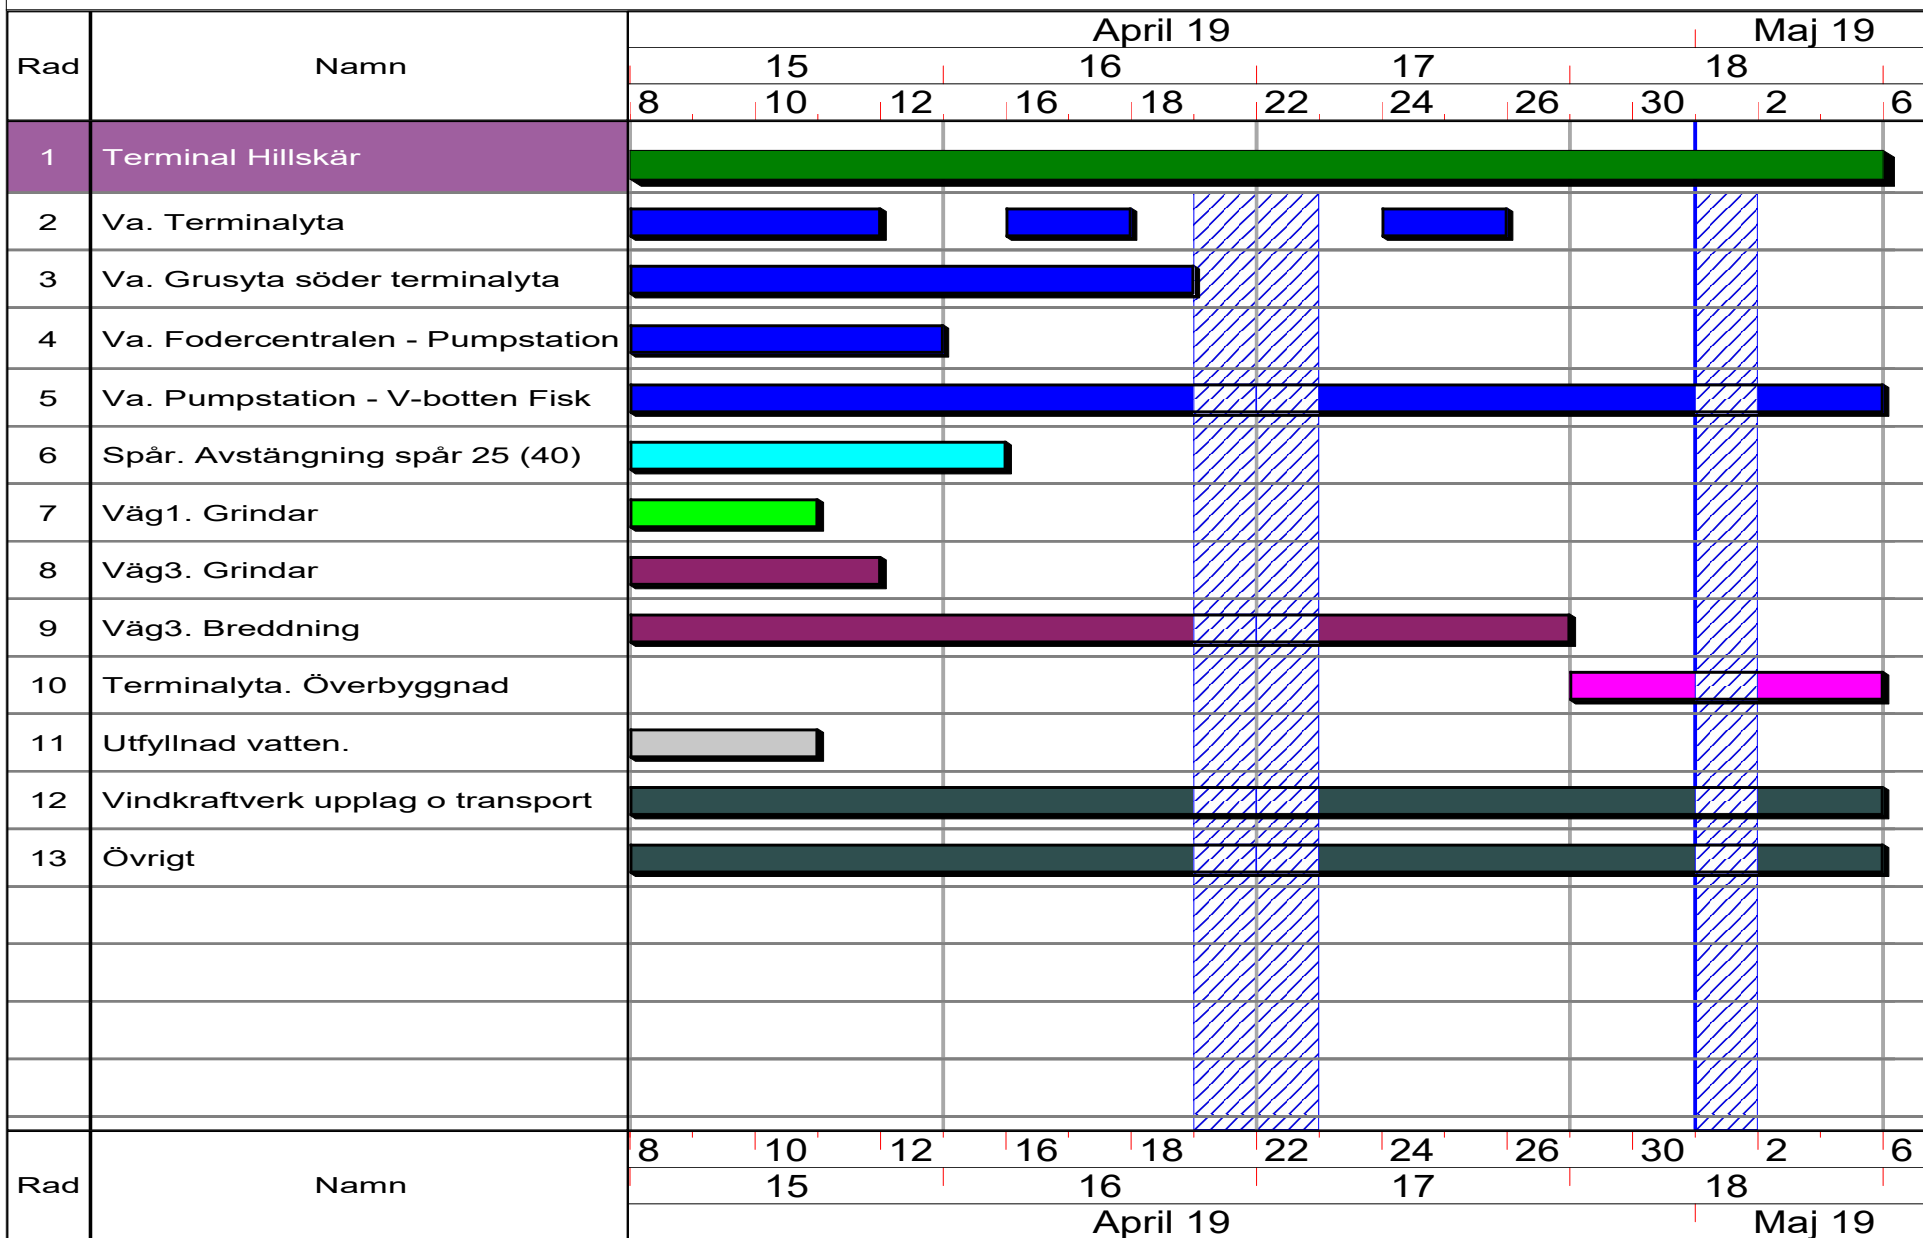 April 19 Maj 19
Rad Namn 15 16 17 18
8 10 12 16 18 22 24 26 30 2 6
1 Terminal Hillskär
2 Va. Terminalyta
3 Va. Grusyta söder terminalyta
4 Va. Fodercentralen - Pumpstation
5 Va. Pumpstation - V-botten Fisk
6 Spår. Avstängning spår 25 (40)
7 Väg1. Grindar
8 Väg3. Grindar
9 Väg3. Breddning
10 Terminalyta. Överbyggnad
11 Utfyllnad vatten.
12 Vindkraftverk upplag o transport
13 Övrigt
8 10 12 16 18 22 24 26 30 2 6
Rad Namn 15 16 17 18
April 19 Maj 19